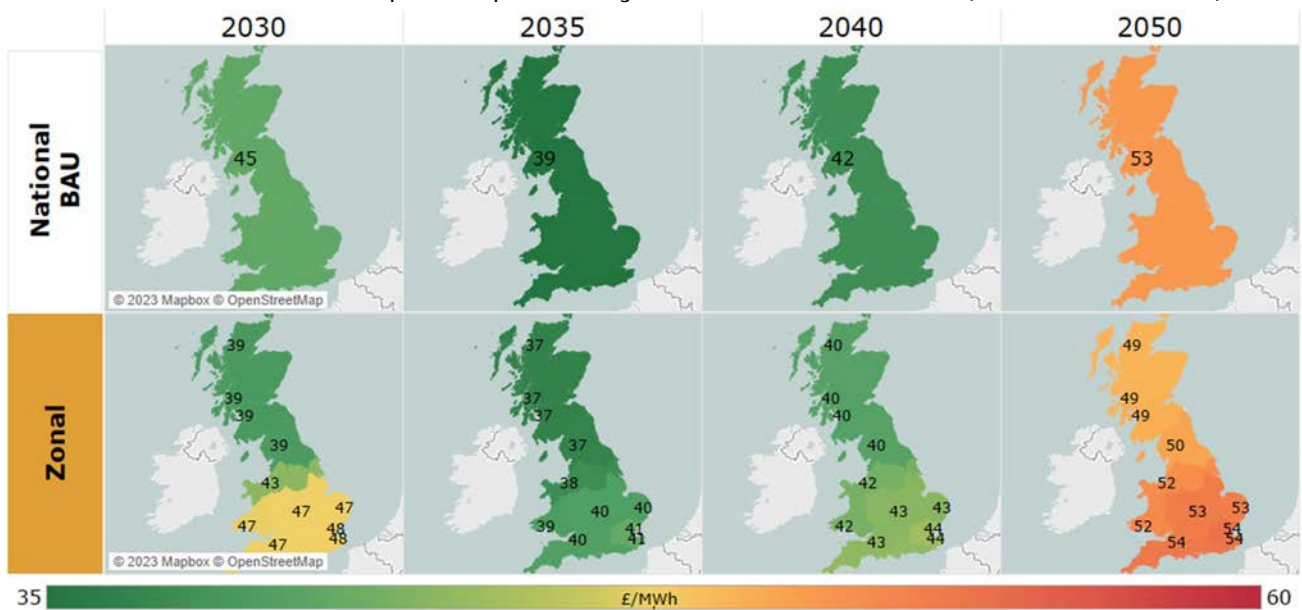 2030 2035 2040 2050
National
BAU
45 39 42 53
© 2023 Mapbox © OpenStreetMap
Zonal
39 37 40 49
39 37 40 49
39 37 40 49
39 37 40 50
43 38 42 52
47 47 40 40 43 43 53 53
47 48 39 41 42 44 52 54
47 48 40 41 43 44 54 54
© 2023 Mapbox © OpenStreetMap
35 £/MWh 60